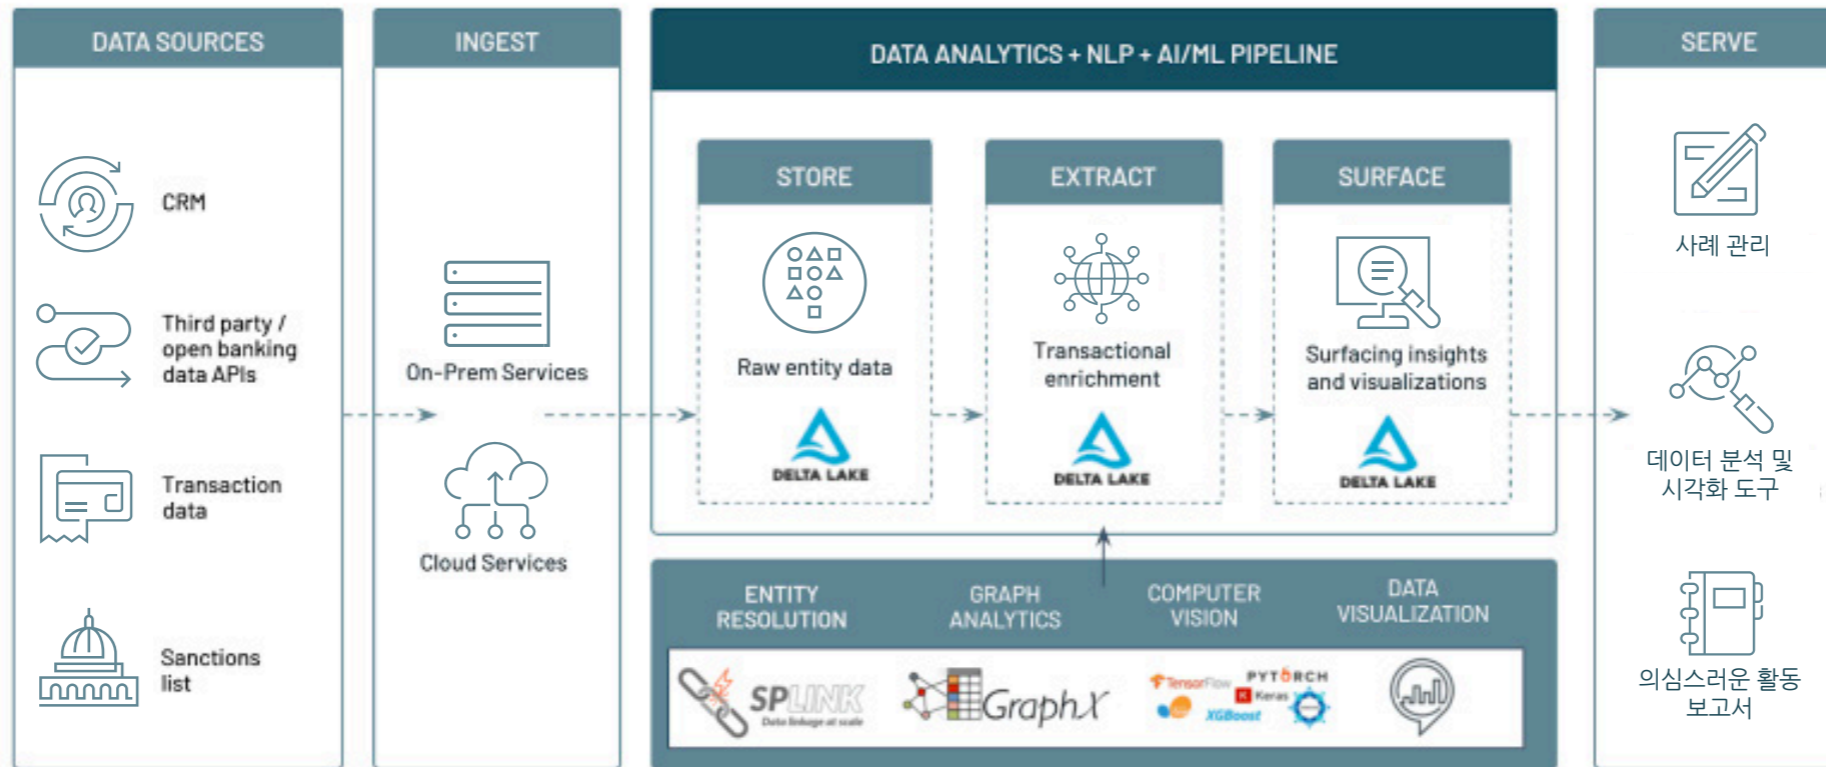 DATA SOURCES
CRM
Third party /
open banking
data APIs
Transaction
data
Sanctions
list
INGEST
On-Prem Services
Cloud Services
DATA ANALYTICS + NLP + AI/ML PIPELINE
STORE
Raw entity data
DELTA LAKE
EXTRACT
Transactional
enrichment
DELTA LAKE
SURFACE
Surfacing insights
and visualizations
DELTA LAKE
ENTITY
RESOLUTION
SPLINK
Data linkage at scale
GRAPH
ANALYTICS
GraphX
COMPUTER
VISION
TensorFlow
PYTORCH
K Keras
XGBoost
DATA
VISUALIZATION
SERVE
사례 관리
데이터 분석 및
시각화 도구
의심스러운 활동
보고서